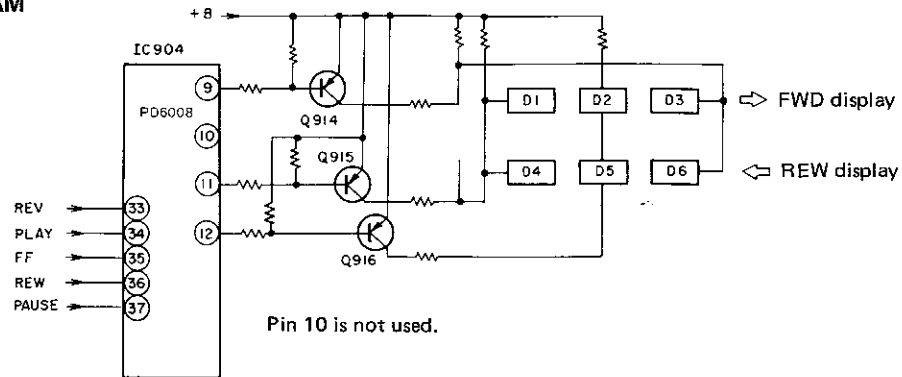 AM
+8
IC904
9
PD6008
Q914
D1 D2 D3 FWD display
10
Q915
11
D4 D5 D6 REW display
REV 33
PLAY 34 12
FF 35
Q916
REW 36
PAUSE 37
Pin 10 is not used.